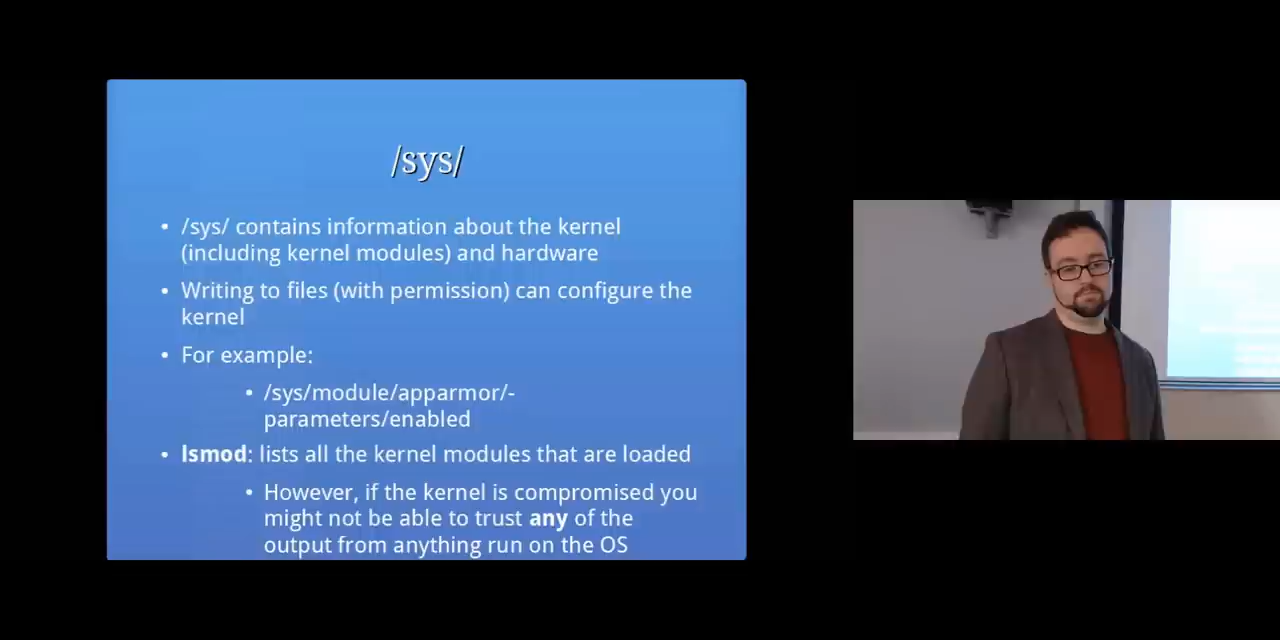 /sys/
• /sys/ contains information about the kernel
(including kernel modules) and hardware
• Writing to files (with permission) can configure the
kernel
• For example:
• /sys/module/apparmor/-
parameters/enabled
• lsmod: lists all the kernel modules that are loaded
• However, if the kernel is compromised you
might not be able to trust any of the
output from anything run on the OS